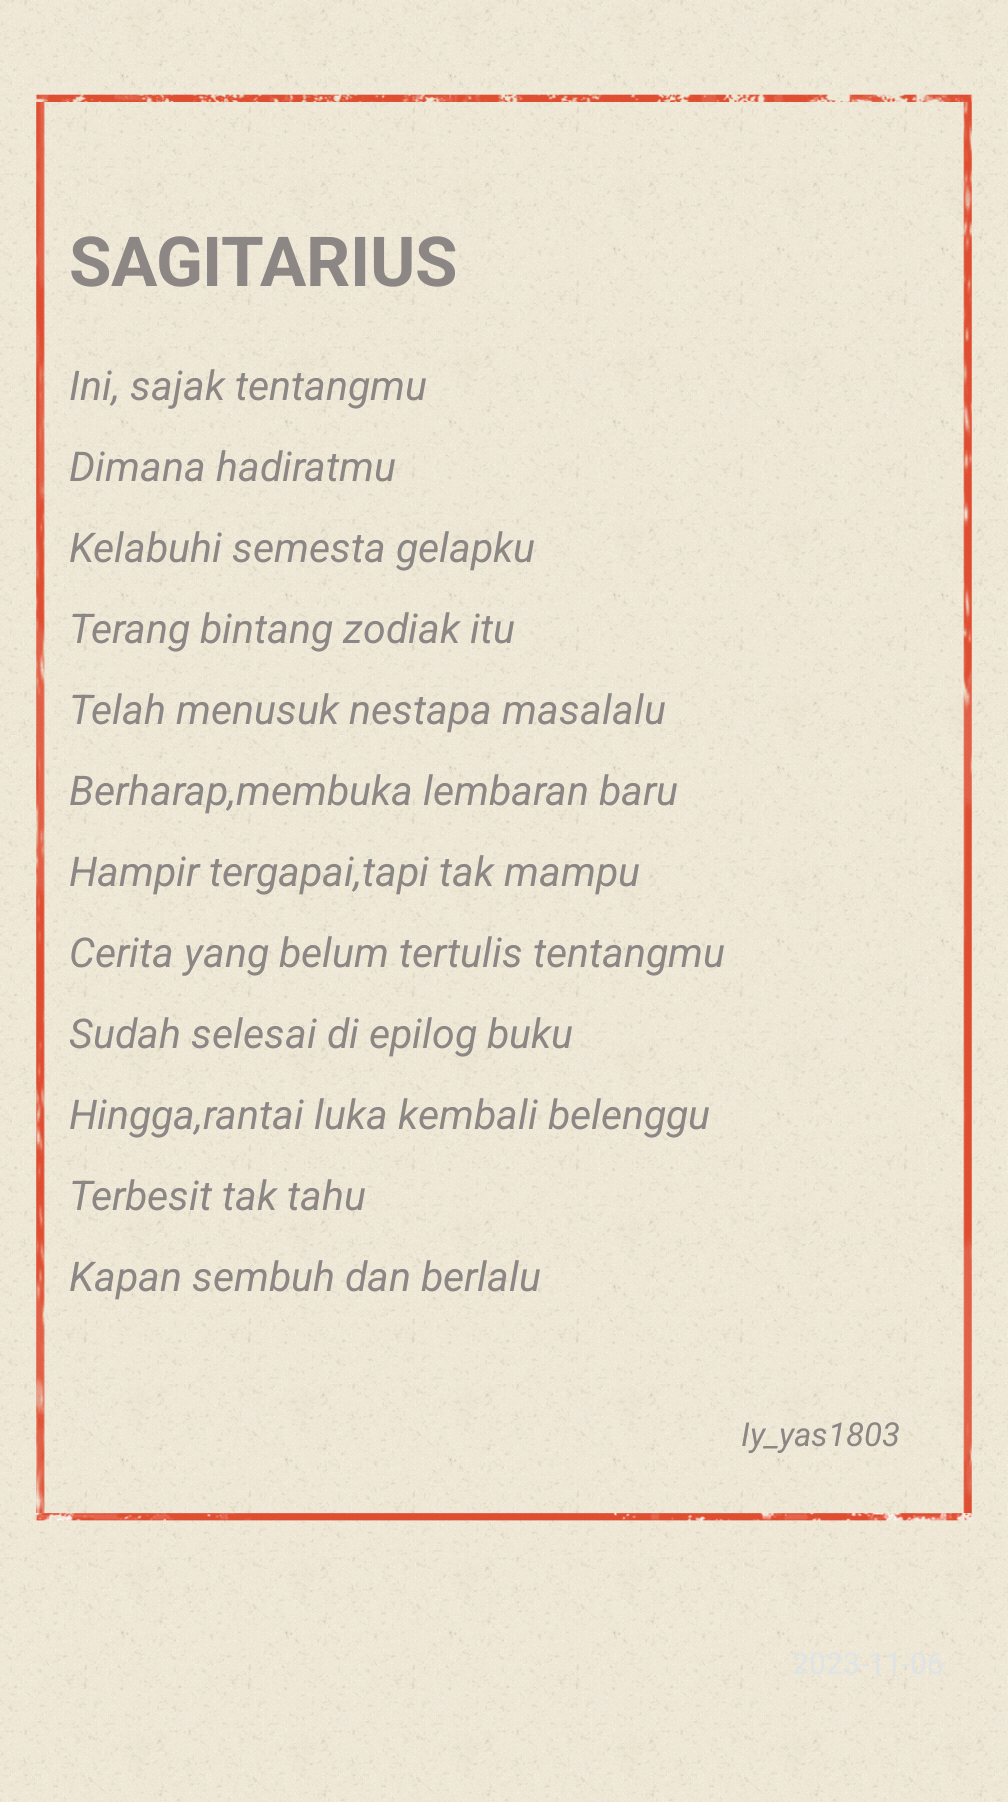 SAGITARIUS
Ini, sajak tentangmu
Dimana hadiratmu
Kelabuhi semesta gelapku
Terang bintang zodiak itu
Telah menusuk nestapa masalalu
Berharap,membuka lembaran baru
Hampir tergapai,tapi tak mampu
Cerita yang belum tertulis tentangmu
Sudah selesai di epilog buku
Hingga,rantai luka kembali belenggu
Terbesit tak tahu
Kapan sembuh dan berlalu
ly_yas1803
2023-11-06